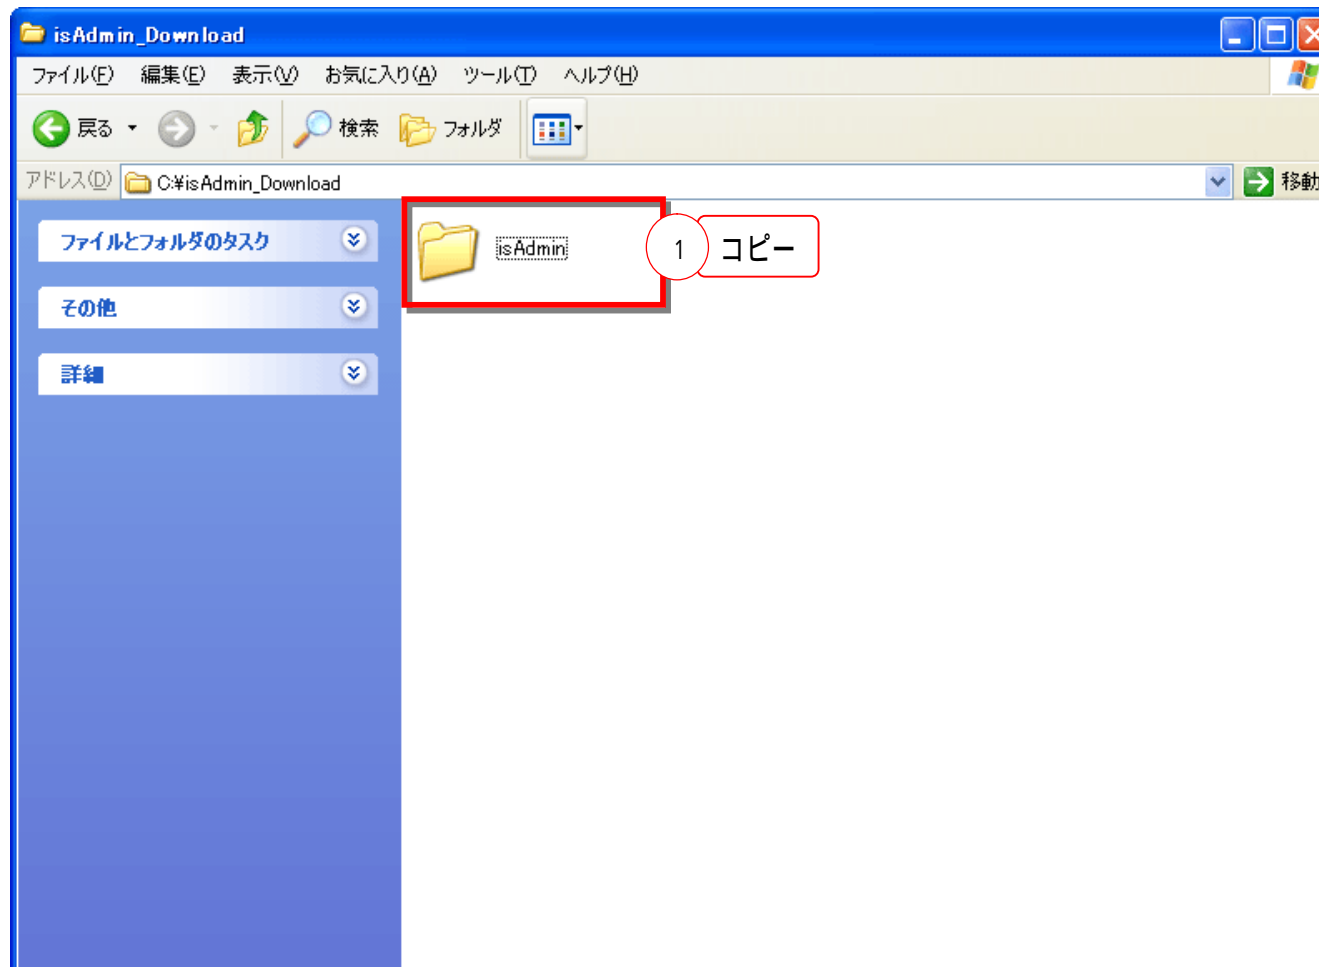 isAdmin_Download
ファイル(F) 編集(E) 表示(V) お気に入り(A) ツール(T) ヘルプ(H)
戻る 検索 フォルダ
アドレス(D) C:¥isAdmin_Download 移動
ファイルとフォルダのタスク
isAdmin
1 コピー
その他
詳細